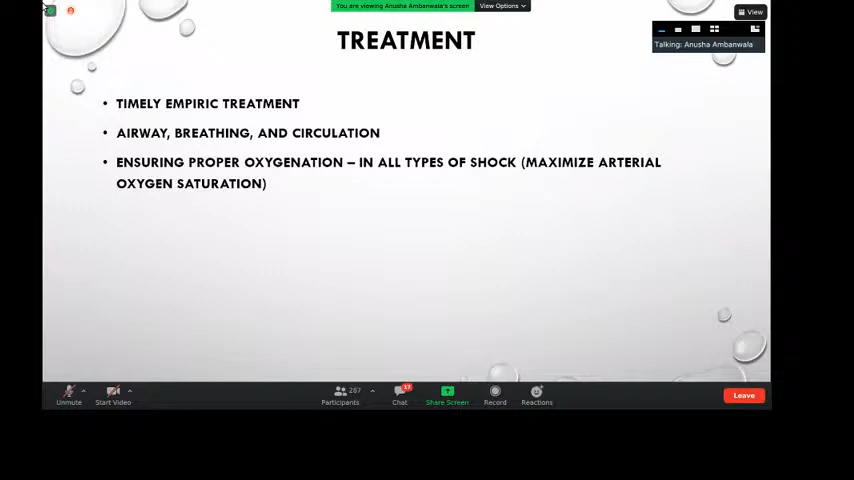 You are viewing Anusha Ambanwala's screen View Options
View
Talking: Anusha Ambanwala
TREATMENT
• TIMELY EMPIRIC TREATMENT
• AIRWAY, BREATHING, AND CIRCULATION
• ENSURING PROPER OXYGENATION – IN ALL TYPES OF SHOCK (MAXIMIZE ARTERIAL
OXYGEN SATURATION)
287
17
Unmute Start Video Participants Chat Share Screen Record Reactions Leave